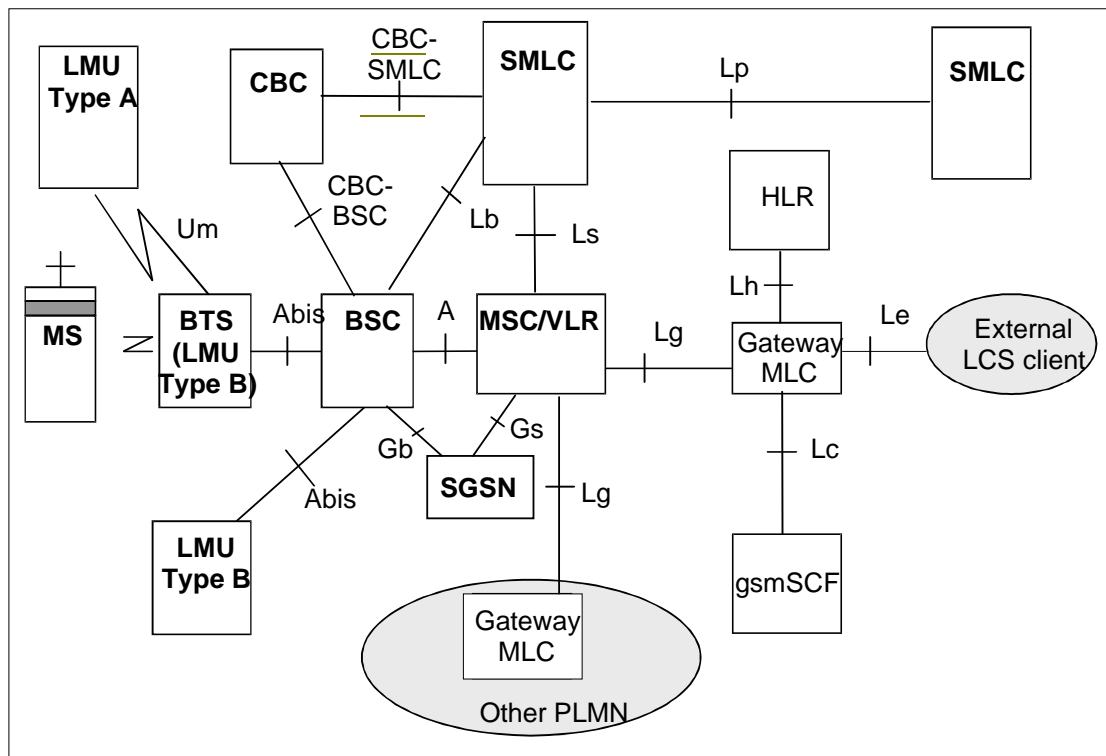 LMU
Type A
CBC
CBC-
SMLC
SMLC
Lp
SMLC
Um
CBC-
BSC
Lb
Ls
HLR
Lh
MS
BTS
(LMU
Type B)
Abis
BSC
A
MSC/VLR
Lg
Gateway
MLC
Le
External
LCS client
Gb
Gs
SGSN
Abis
Lg
Lc
LMU
Type B
gsmSCF
Gateway
MLC
Other PLMN